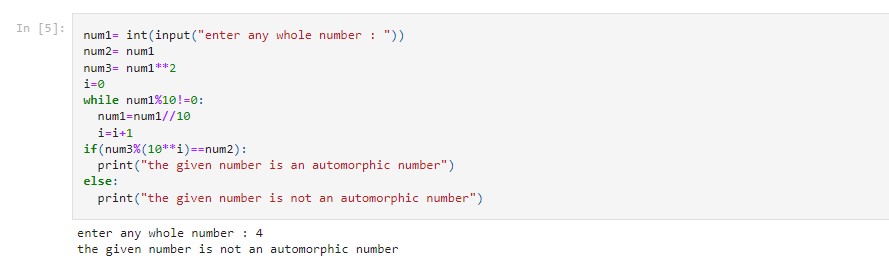 In [5]:
num1= int(input("enter any whole number : "))
num2= num1
num3= num1**2
i=0
while num1%10!=0:
  num1=num1//10
  i=i+1
if(num3%(10**i)==num2):
  print("the given number is an automorphic number")
else:
  print("the given number is not an automorphic number")
enter any whole number : 4
the given number is not an automorphic number